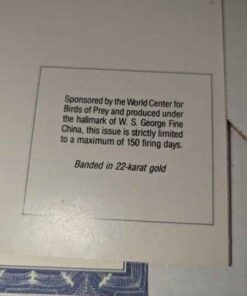 Sponsored by the World Center for
Birds of Prey and produced under
the hallmark of W. S. George Fine
China, this issue is strictly limited
to a maximum of 150 firing days.
Banded in 22-karat gold